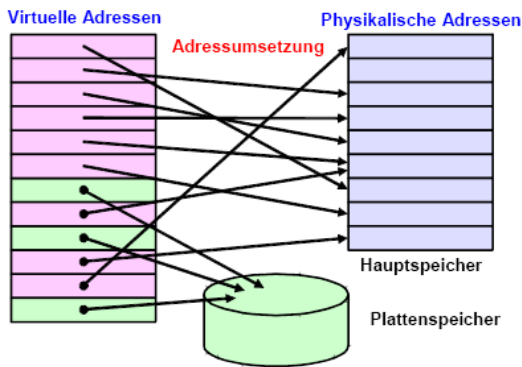 Virtuelle Adressen
Physikalische Adressen
Adressumsetzung
Hauptspeicher
Plattenspeicher